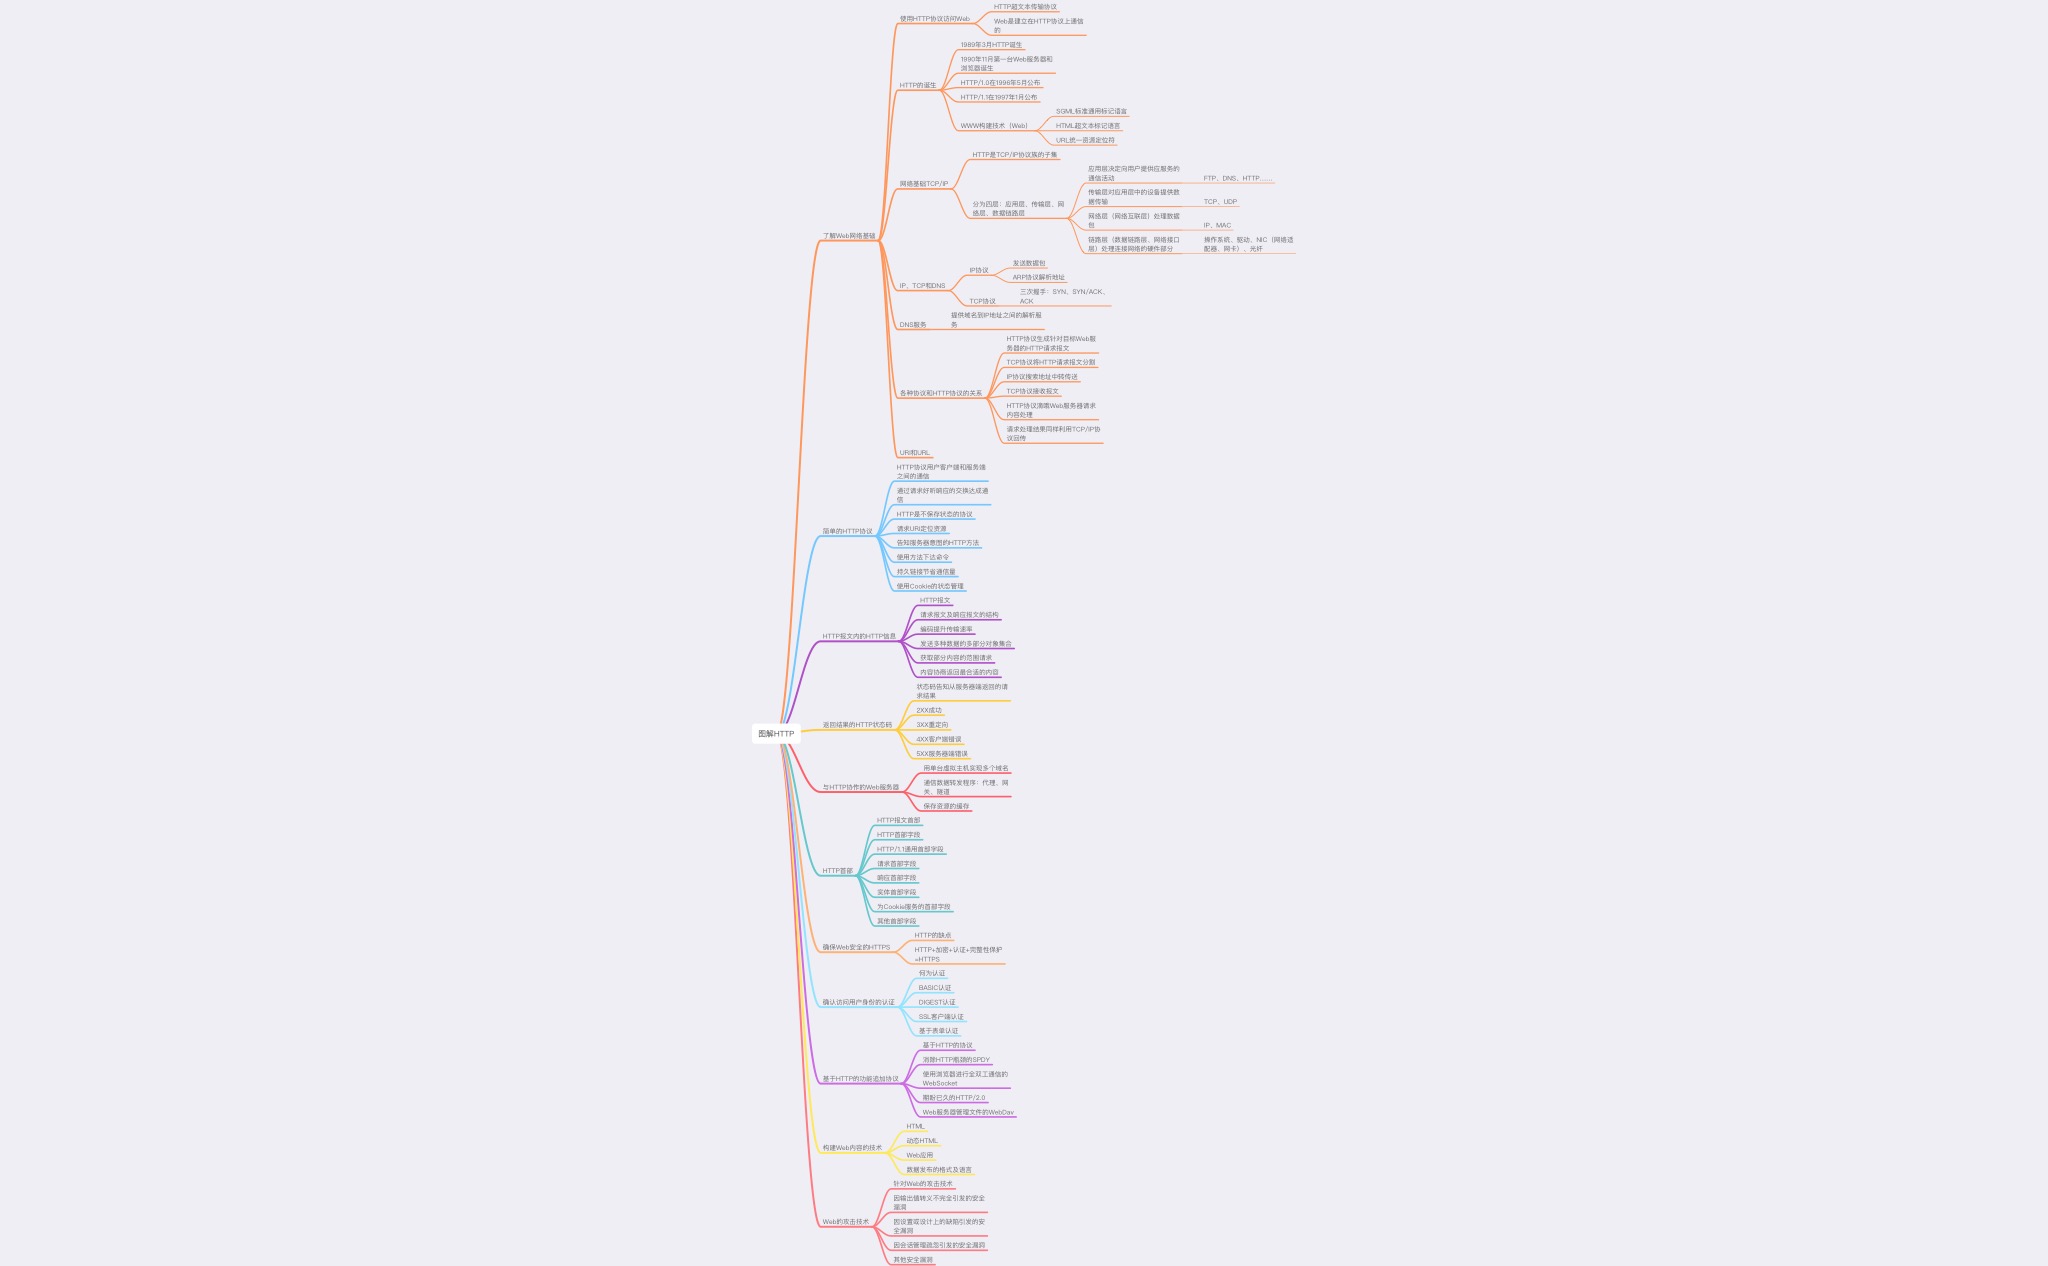 图解HTTP
了解Web网络基础
使用HTTP协议访问Web
HTTP超文本传输协议
Web是建立在HTTP协议上通信
的
HTTP的诞生
1989年3月HTTP诞生
1990年11月第一台Web服务器和
浏览器诞生
HTTP/1.0在1996年5月公布
HTTP/1.1在1997年1月公布
WWW构建技术（Web）
SGML标准通用标记语言
HTML超文本标记语言
URL统一资源定位符
网络基础TCP/IP
HTTP是TCP/IP协议族的子集
分为四层：应用层、传输层、网
络层、数据链路层
应用层决定向用户提供应服务的
通信活动
FTP、DNS、HTTP……
传输层对应用层中的设备提供数
据传输
TCP、UDP
网络层（网络互联层）处理数据
包
IP、MAC
链路层（数据链路层、网络接口
层）处理连接网络的硬件部分
操作系统、驱动、NIC（网络适
配器、网卡）、光纤
IP、TCP和DNS
IP协议
发送数据包
ARP协议解析地址
TCP协议
三次握手：SYN、SYN/ACK、
ACK
DNS服务
提供域名到IP地址之间的解析服
务
各种协议和HTTP协议的关系
HTTP协议生成针对目标Web服
务器的HTTP请求报文
TCP协议将HTTP请求报文分割
IP协议搜索地址中转传送
TCP协议接收报文
HTTP协议滴哦Web服务器请求
内容处理
请求处理结果同样利用TCP/IP协
议回传
URI和URL
简单的HTTP协议
HTTP协议用户客户端和服务端
之间的通信
通过请求好听响应的交换达成通
信
HTTP是不保存状态的协议
请求URI定位资源
告知服务器意图的HTTP方法
使用方法下达命令
持久链接节省通信量
使用Cookie的状态管理
HTTP报文内的HTTP信息
HTTP报文
请求报文及响应报文的结构
编码提升传输速率
发送多种数据的多部分对象集合
获取部分内容的范围请求
内容协商返回最合适的内容
返回结果的HTTP状态码
状态码告知从服务器端返回的请
求结果
2XX成功
3XX重定向
4XX客户端错误
5XX服务器端错误
与HTTP协作的Web服务器
用单台虚拟主机实现多个域名
通信数据转发程序：代理、网
关、隧道
保存资源的缓存
HTTP首部
HTTP报文首部
HTTP首部字段
HTTP/1.1通用首部字段
请求首部字段
响应首部字段
实体首部字段
为Cookie服务的首部字段
其他首部字段
确保Web安全的HTTPS
HTTP的缺点
HTTP+加密+认证+完整性保护
=HTTPS
确认访问用户身份的认证
何为认证
BASIC认证
DIGEST认证
SSL客户端认证
基于表单认证
基于HTTP的功能追加协议
基于HTTP的协议
消除HTTP瓶颈的SPDY
使用浏览器进行全双工通信的
WebSocket
期盼已久的HTTP/2.0
Web服务器管理文件的WebDav
构建Web内容的技术
HTML
动态HTML
Web应用
数据发布的格式及语言
Web的攻击技术
针对Web的攻击技术
因输出值转义不完全引发的安全
漏洞
因设置或设计上的缺陷引发的安
全漏洞
因会话管理疏忽引发的安全漏洞
其他安全漏洞